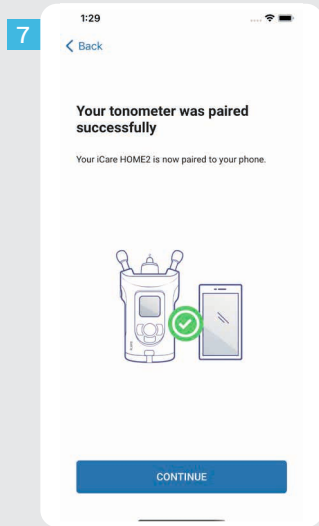 7
1:29
Back
Your tonometer was paired
successfully
Your iCare HOME2 is now paired to your phone.
CONTINUE